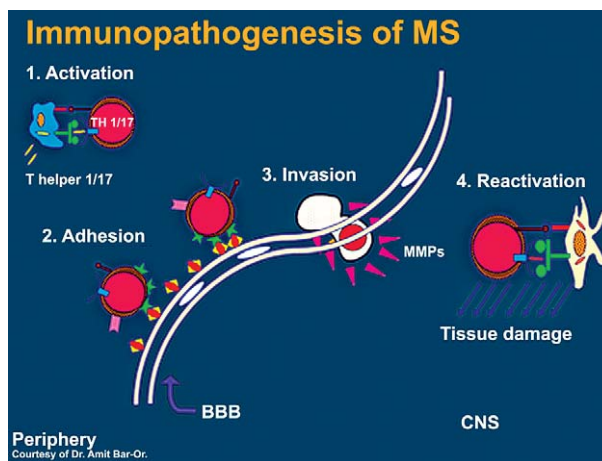 Immunopathogenesis of MS
1. Activation
TH 1/17
T helper 1/17
2. Adhesion
3. Invasion
MMPs
4. Reactivation
Tissue damage
BBB
CNS
Periphery
Courtesy of Dr. Amit Bar-Or.